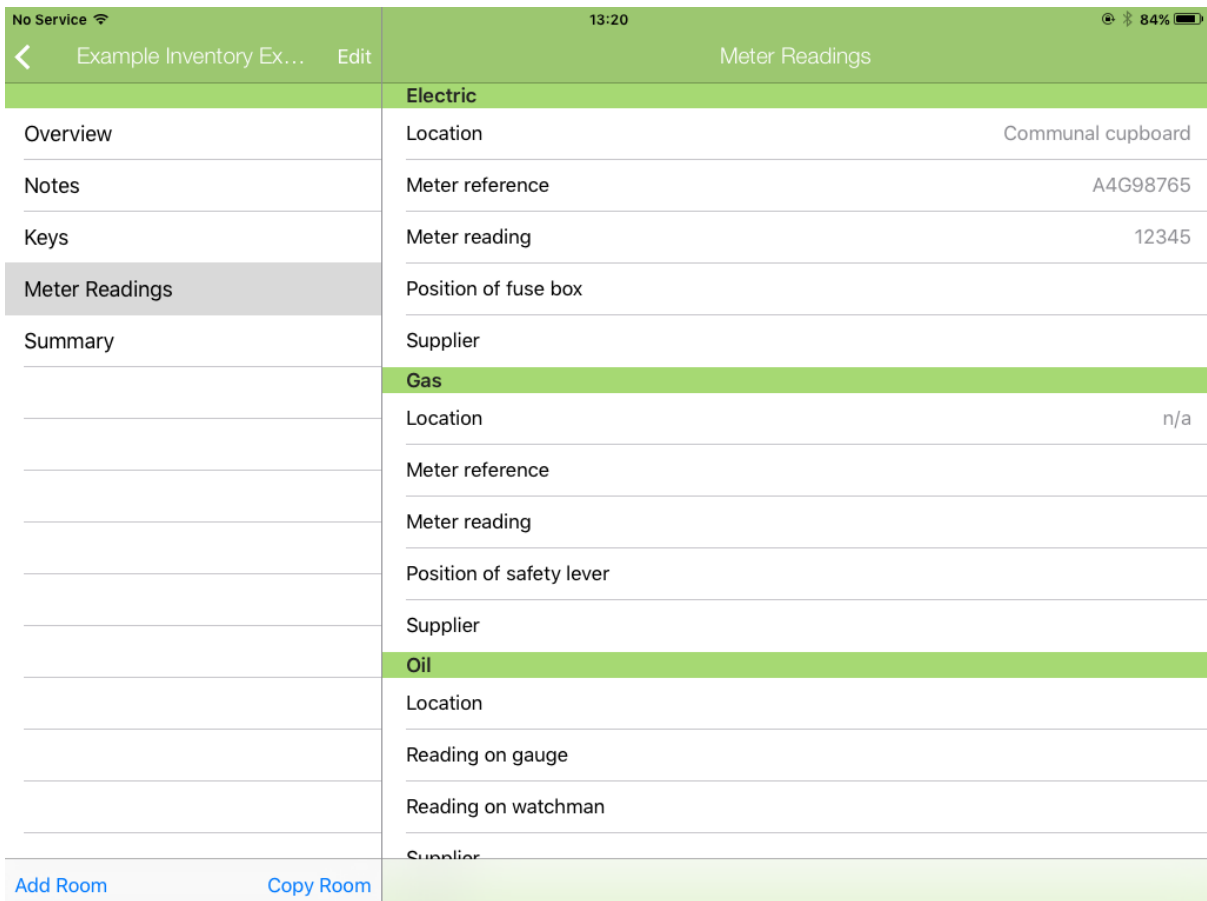 No Service 13:20 84%
Example Inventory Ex... Edit
Meter Readings
Overview
Notes
Keys
Meter Readings
Summary
Add Room Copy Room
Electric
Location Communal cupboard
Meter reference A4G98765
Meter reading 12345
Position of fuse box
Supplier
Gas
Location n/a
Meter reference
Meter reading
Position of safety lever
Supplier
Oil
Location
Reading on gauge
Reading on watchman
Supplier